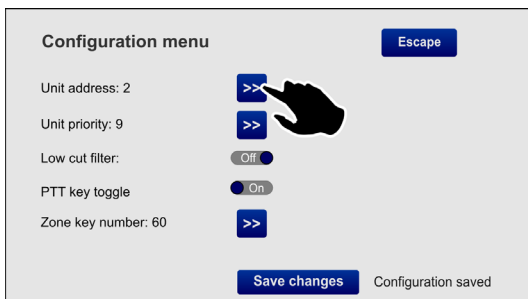 Configuration menu Escape
Unit address: 2 >>
Unit priority: 9 >>
Low cut filter: Off
PTT key toggle On
Zone key number: 60 >>
Save changes Configuration saved